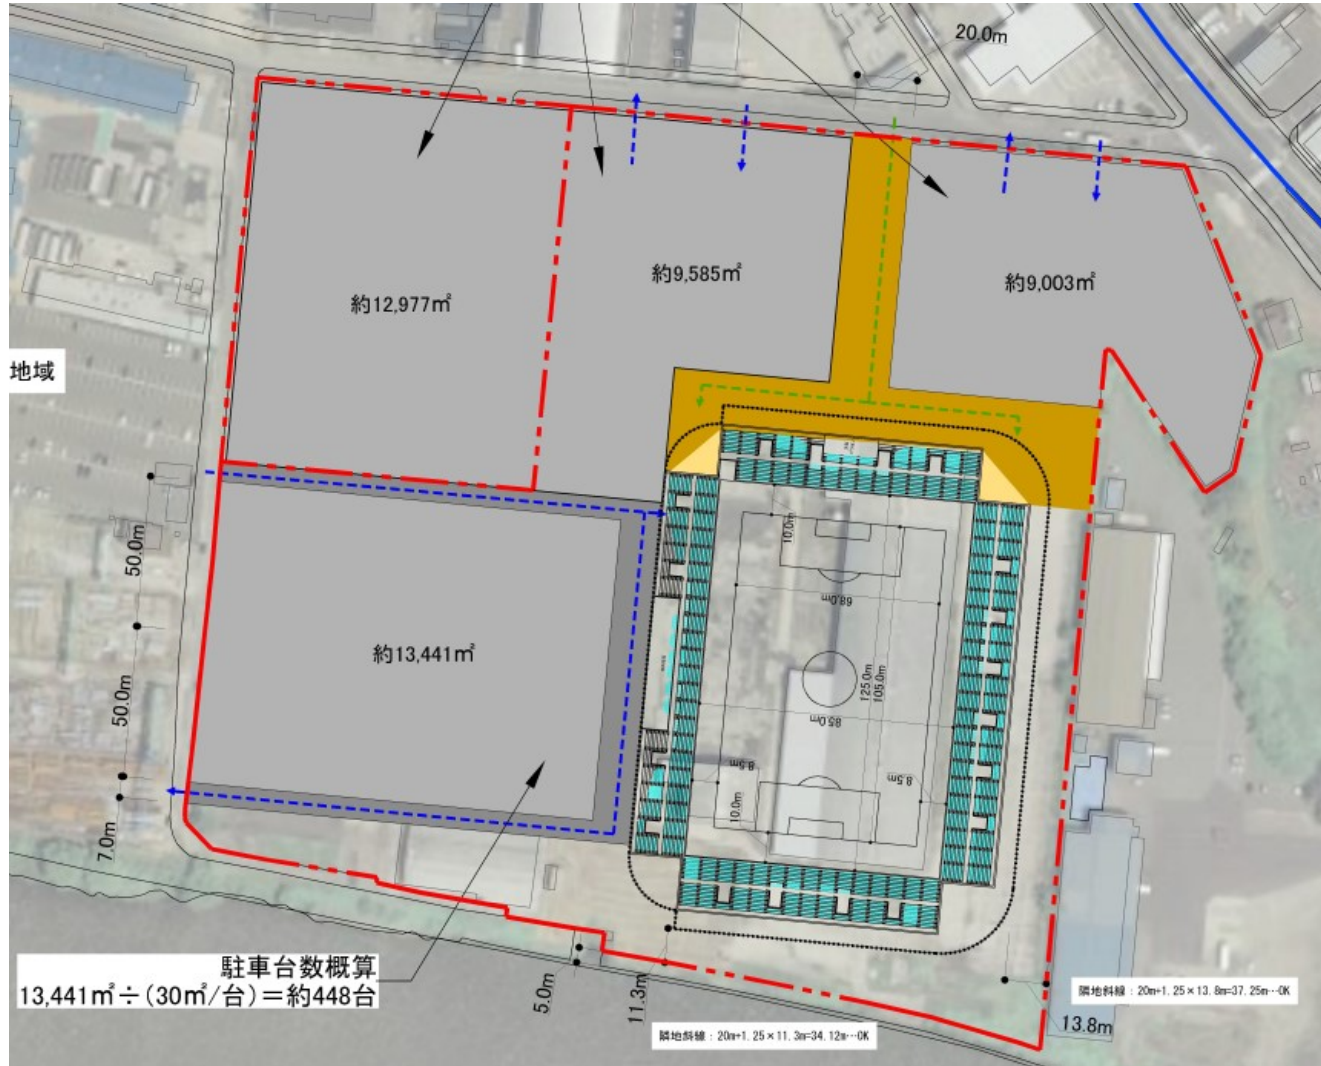 20.0m
約9,585㎡
約9,003㎡
約12,977㎡
地域
10.0m
50.0m
68.0m
約13,441㎡
125.0m
105.0m
50.0m
85.0m
8.5m
8.5m
10.0m
7.0m
駐車台数概算
13,441㎡÷(30㎡/台)＝約448台
5.0m
11.3m
隣地斜線：20m+1.25×13.8m=37.25m…OK
13.8m
隣地斜線：20m+1.25×11.3m=34.12m…OK